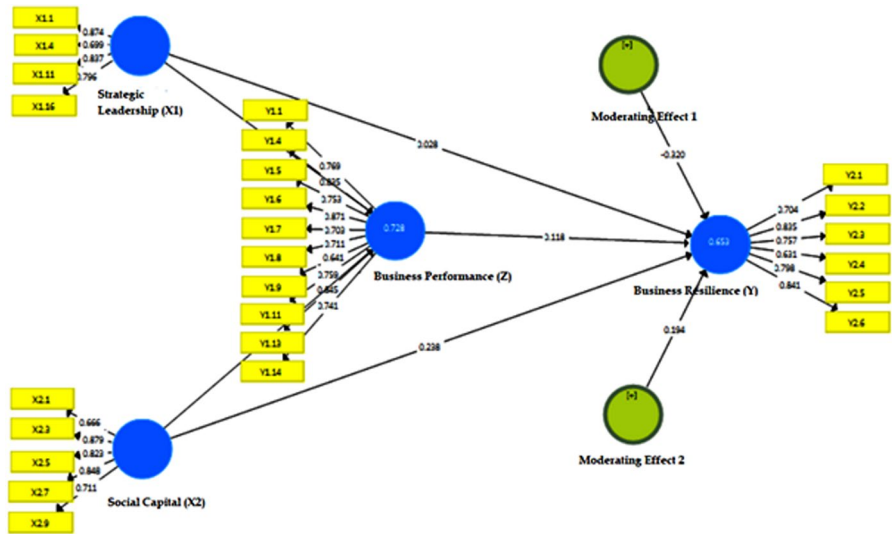 X1.1
X1.4
X1.11
X1.16
0.874
0.699
0.837
0.796
Strategic
Leadership (X1)
Y1.1
Y1.4
Y1.5
Y1.6
Y1.7
Y1.8
Y1.9
Y1.11
Y1.13
Y1.14
0.769
0.835
0.753
0.871
0.703
0.711
0.641
0.759
0.845
0.741
0.728
Business Performance (Z)
X2.1
X2.3
X2.5
X2.7
X2.9
0.666
0.879
0.823
0.848
0.711
Social Capital (X2)
0.028
0.118
0.238
[+]
Moderating Effect 1
-0.320
0.653
Business Resilience (Y)
0.194
[+]
Moderating Effect 2
0.704
0.835
0.757
0.631
0.798
0.841
Y2.1
Y2.2
Y2.3
Y2.4
Y2.5
Y2.6